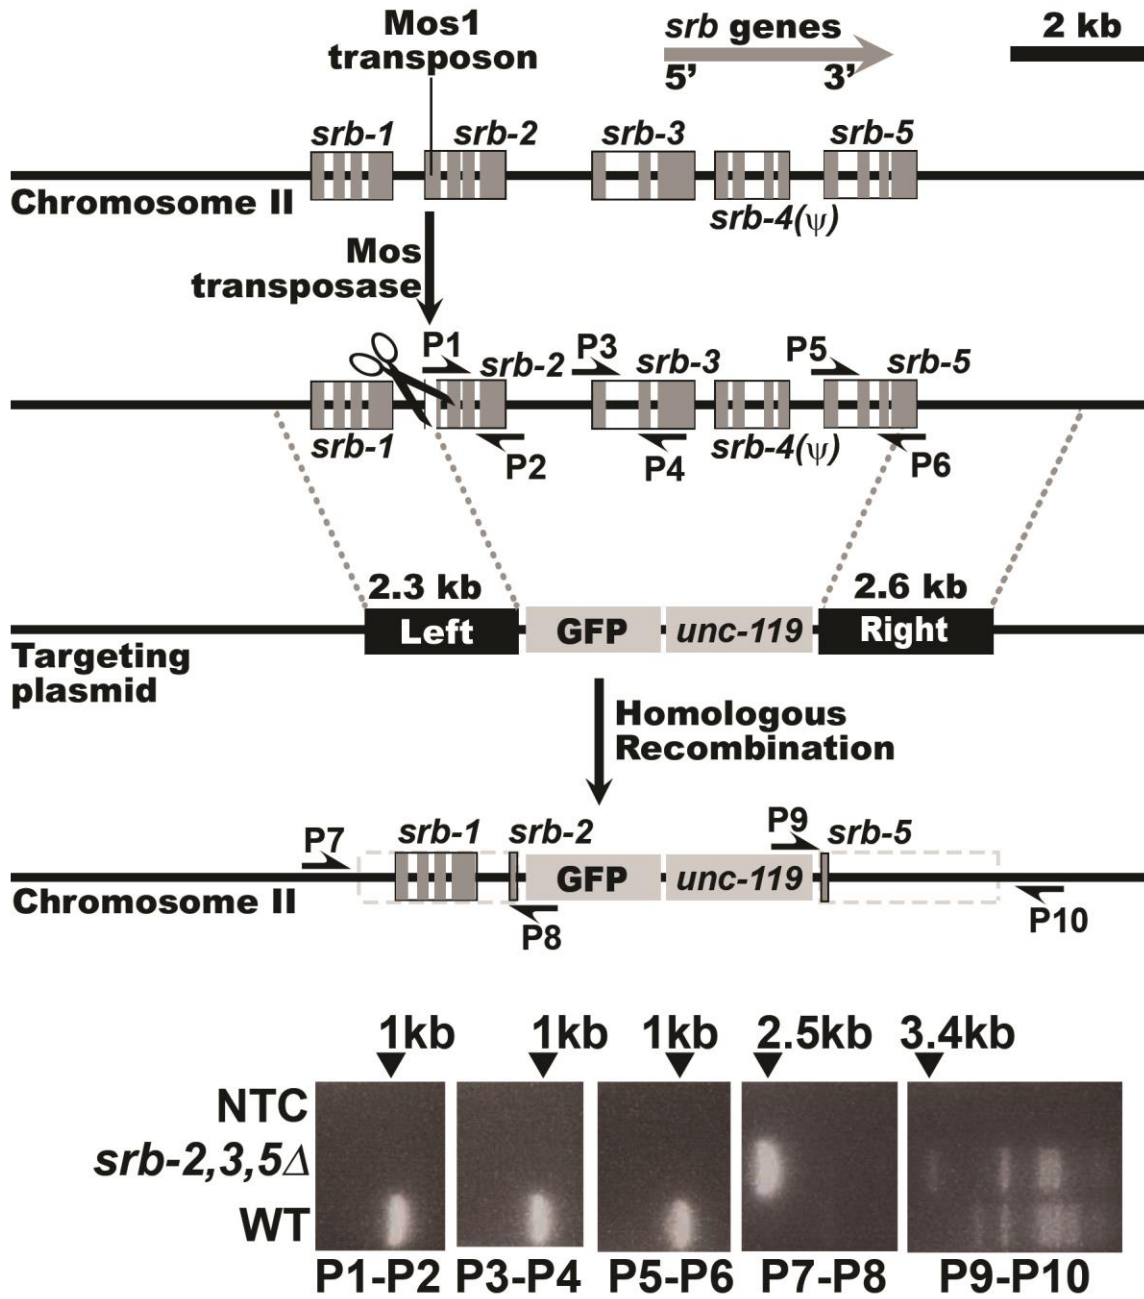 Mos1
transposon
srb genes
5’ 3’
2 kb
srb-1 srb-2 srb-3 srb-5
Chromosome II
srb-4(ψ)
Mos
transposase
P1 srb-2 P3 srb-3 P5 srb-5
srb-1 P2 P4 srb-4(ψ) P6
2.3 kb 2.6 kb
Left GFP unc-119 Right
Targeting
plasmid
Homologous
Recombination
P7 srb-1 srb-2 P9 srb-5
GFP unc-119
Chromosome II
P8 P10
1kb 1kb 1kb 2.5kb 3.4kb
NTC
srb-2,3,5Δ
WT
P1-P2 P3-P4 P5-P6 P7-P8 P9-P10